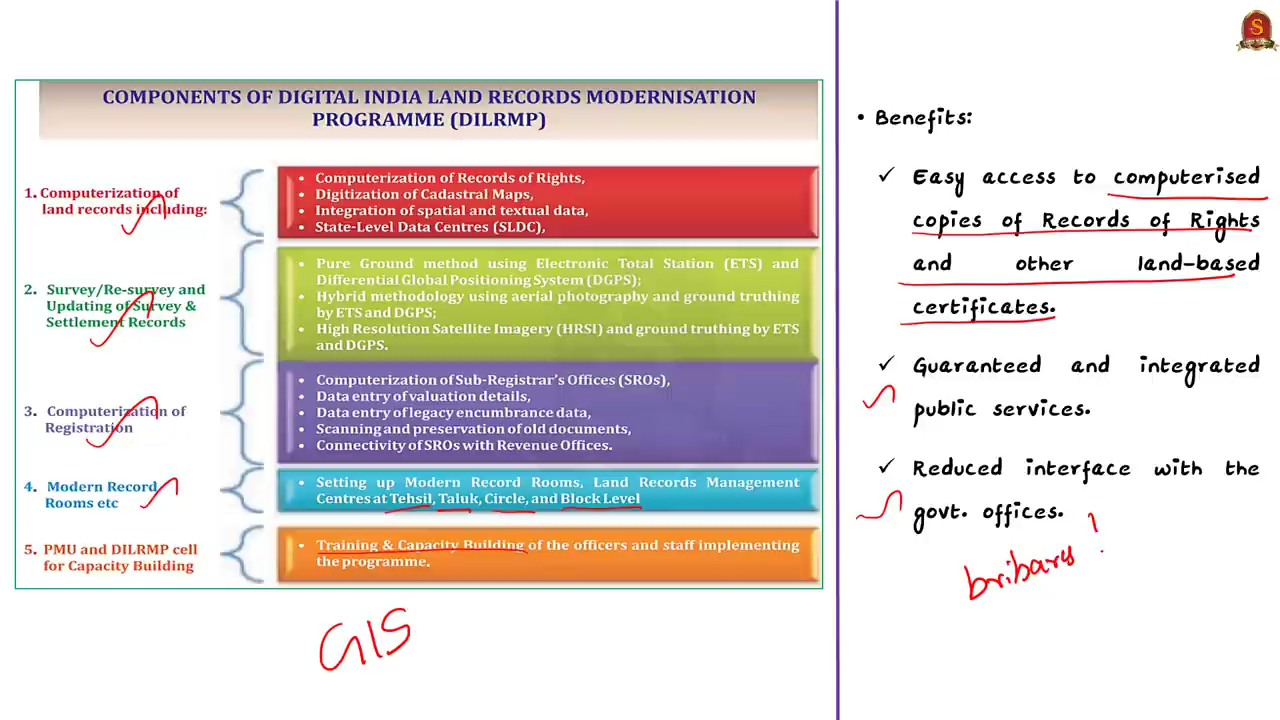 COMPONENTS OF DIGITAL INDIA LAND RECORDS MODERNISATION
PROGRAMME (DILRMP)
1. Computerization of
land records including:
• Computerization of Records of Rights,
• Digitization of Cadastral Maps,
• Integration of spatial and textual data,
• State-Level Data Centres (SLDC),
2. Survey/Re-survey and
Updating of Survey &
Settlement Records
• Pure Ground method using Electronic Total Station (ETS) and
Differential Global Positioning System (DGPS);
• Hybrid methodology using aerial photography and ground truthing
by ETS and DGPS;
• High Resolution Satellite Imagery (HRSI) and ground truthing by ETS
and DGPS.
3. Computerization of
Registration
• Computerization of Sub-Registrar's Offices (SROs),
• Data entry of valuation details,
• Data entry of legacy encumbrance data,
• Scanning and preservation of old documents,
• Connectivity of SROs with Revenue Offices.
4. Modern Record
Rooms etc
• Setting up Modern Record Rooms, Land Records Management
Centres at Tehsil, Taluk, Circle, and Block Level
5. PMU and DILRMP cell
for Capacity Building
• Training & Capacity Building of the officers and staff implementing
the programme.
GIS
• Benefits:
✓ Easy access to computerised
copies of Records of Rights
and other land-based
certificates.
✓ Guaranteed and integrated
public services.
✓ Reduced interface with the
govt. offices.